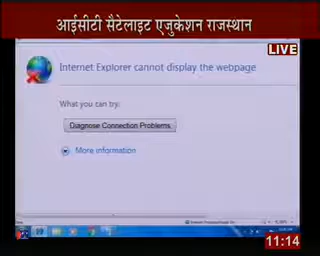 आईसीटी सैटेलाइट एजुकेशन राजस्थान
LIVE
Internet Explorer cannot display the webpage
What you can try:
Diagnose Connection Problems
More information
11:14